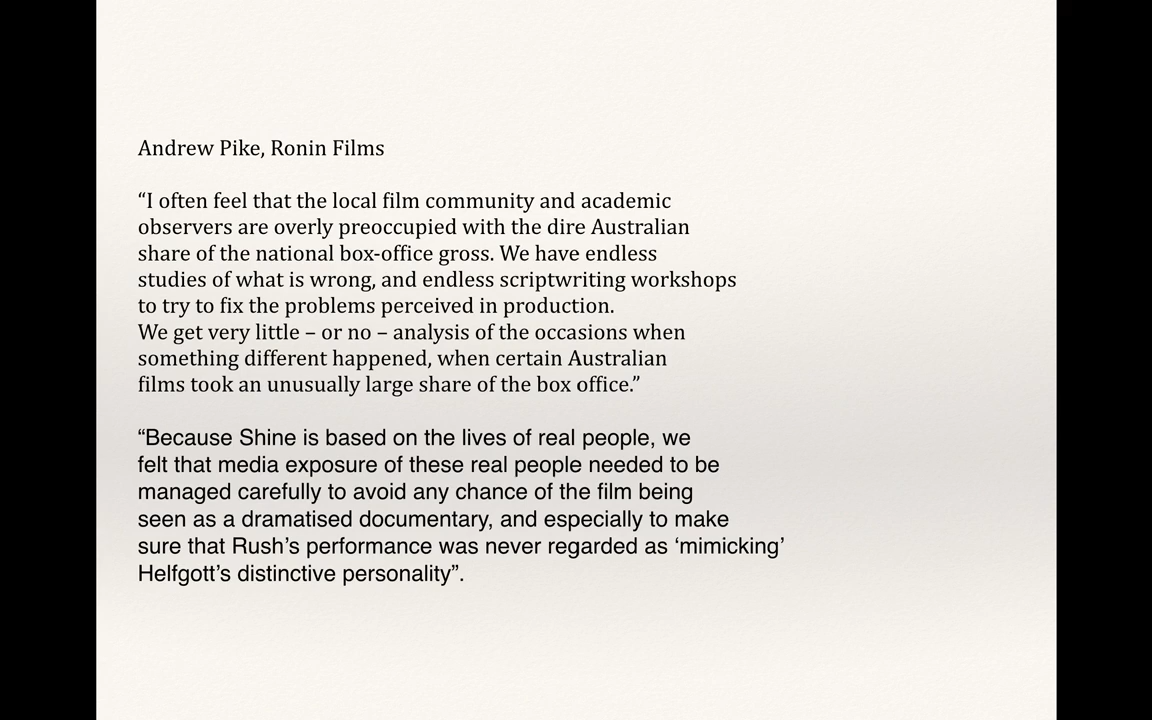 Andrew Pike, Ronin Films
“I often feel that the local film community and academic
observers are overly preoccupied with the dire Australian
share of the national box-office gross. We have endless
studies of what is wrong, and endless scriptwriting workshops
to try to fix the problems perceived in production.
We get very little – or no – analysis of the occasions when
something different happened, when certain Australian
films took an unusually large share of the box office.”
“Because Shine is based on the lives of real people, we
felt that media exposure of these real people needed to be
managed carefully to avoid any chance of the film being
seen as a dramatised documentary, and especially to make
sure that Rush’s performance was never regarded as ‘mimicking’
Helfgott’s distinctive personality”.